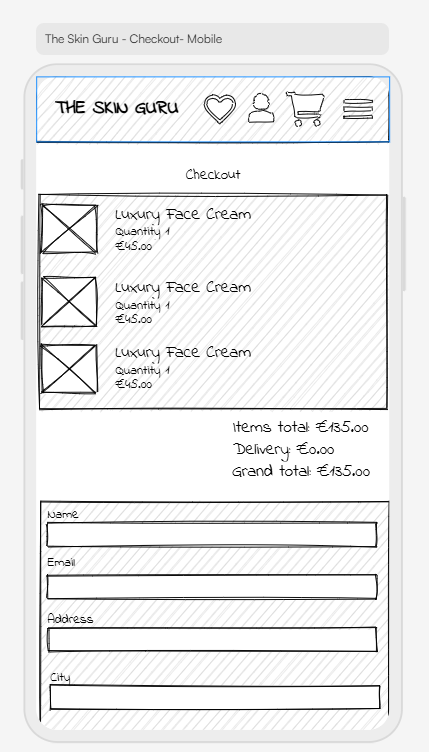 The Skin Guru - Checkout- Mobile
THE SKIN GURU
Checkout
Luxury Face Cream
Quantity 1
€45.00
Luxury Face Cream
Quantity 1
€45.00
Luxury Face Cream
Quantity 1
€45.00
Items total: €135.00
Delivery: €0.00
Grand total: €135.00
Name
Email
Address
City